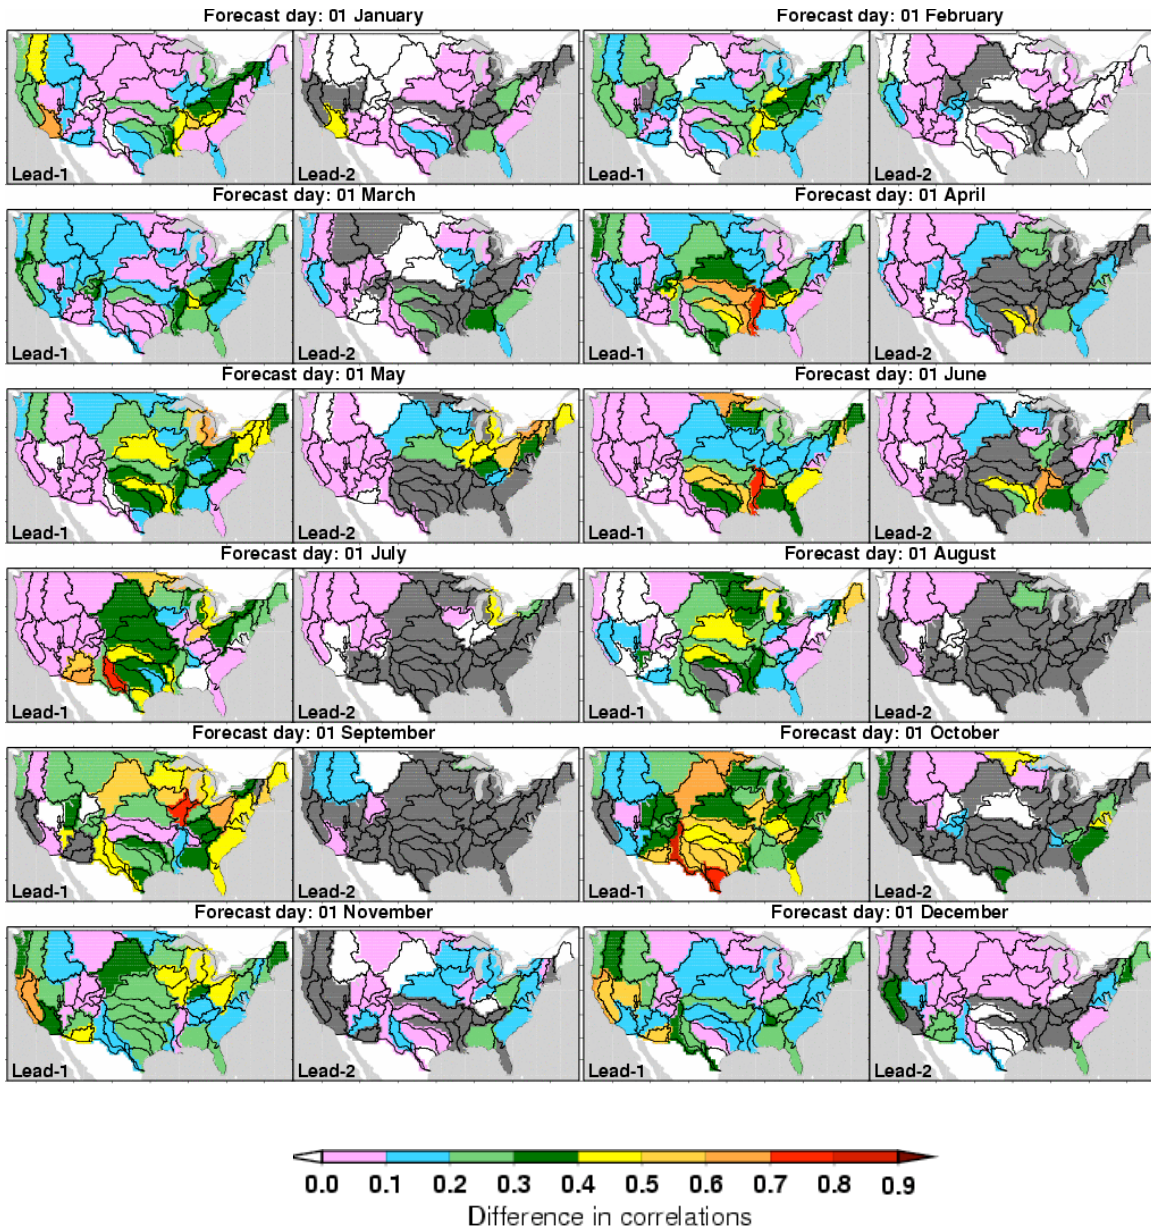 Forecast day: 01 January
Forecast day: 01 February
Lead-1
Lead-2
Lead-1
Lead-2
Forecast day: 01 March
Forecast day: 01 April
Lead-1
Lead-2
Lead-1
Lead-2
Forecast day: 01 May
Forecast day: 01 June
Lead-1
Lead-2
Lead-1
Lead-2
Forecast day: 01 July
Forecast day: 01 August
Lead-1
Lead-2
Lead-1
Lead-2
Forecast day: 01 September
Forecast day: 01 October
Lead-1
Lead-2
Lead-1
Lead-2
Forecast day: 01 November
Forecast day: 01 December
Lead-1
Lead-2
Lead-1
Lead-2
0.0 0.1 0.2 0.3 0.4 0.5 0.6 0.7 0.8 0.9
Difference in correlations